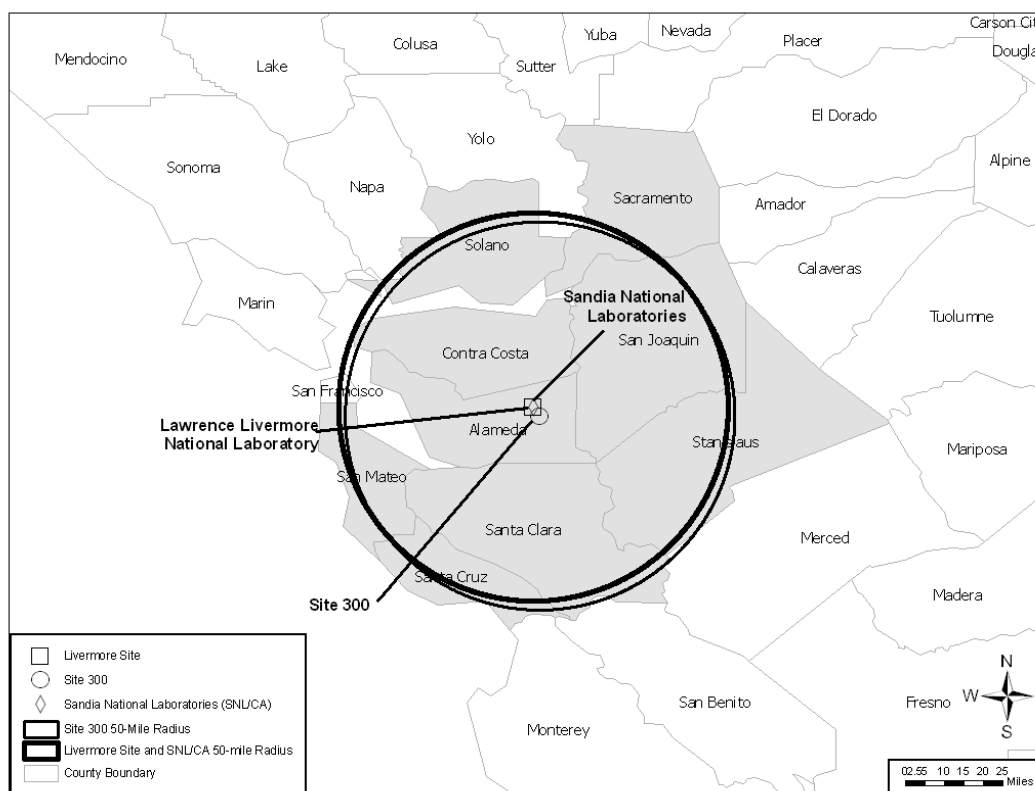 Mendocino
Lake
Colusa
Sutter
Yuba
Nevada
Placer
Carson Cit
Dougla
El Dorado
Alpine
Sonoma
Napa
Yolo
Sacramento
Amador
Solano
Calaveras
Marin
Tuolumne
Sandia National
Laboratories
San Joaquin
Contra Costa
San Francisco
Lawrence Livermore
National Laboratory
Alameda
Stanislaus
Mariposa
San Mateo
Santa Clara
Merced
Santa Cruz
Site 300
Madera
San Benito
Fresno
Monterey
Livermore Site
Site 300
Sandia National Laboratories (SNL/CA)
Site 300 50-Mile Radius
Livermore Site and SNL/CA 50-mile Radius
County Boundary
N
W E
S
02.55 10 15 20 25
Miles